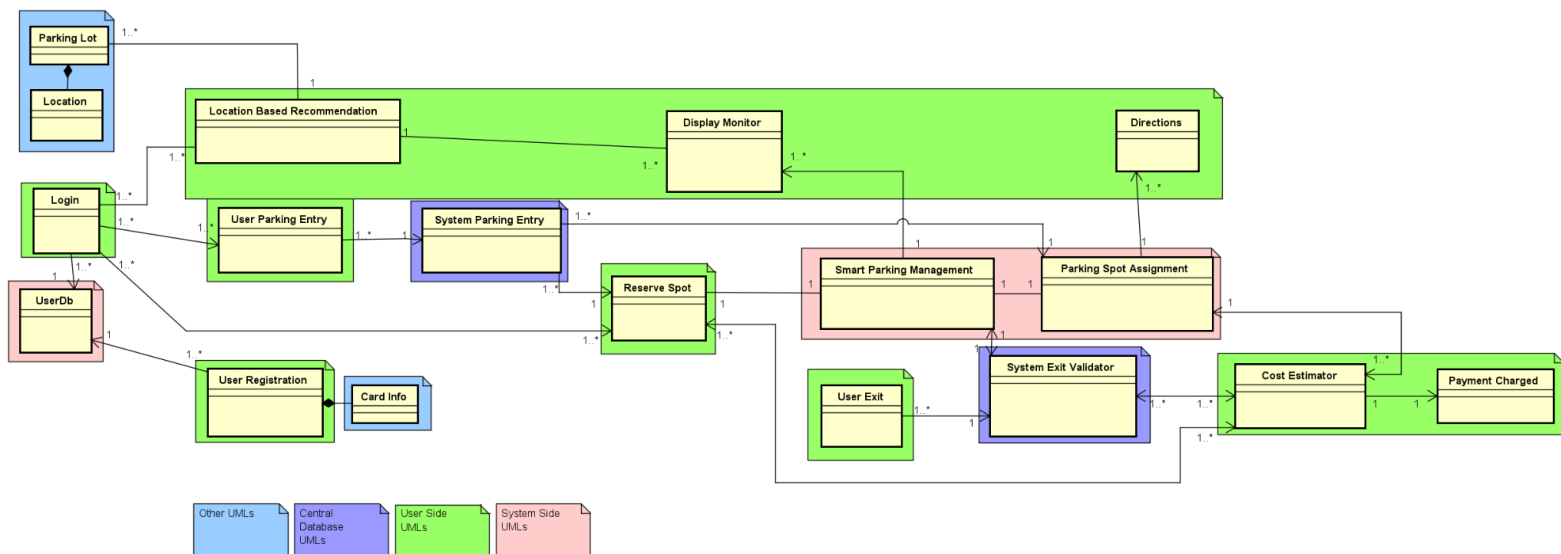 Parking Lot
1..*
Location
1
Location Based Recommendation
1
1..*
Display Monitor
1..*
1..*
Directions
1..*
Login
1..*
1..*
1..*
User Parking Entry
1..*
1..*
1
System Parking Entry
1..*
1
1
1
1..*
1..*
1
UserDb
1
1..*
User Registration
Card Info
1..*
1
1..*
Reserve Spot
1
1..*
1
Smart Parking Management
1
1
Parking Spot Assignment
1
1
1
1..*
System Exit Validator
1..*
1..*
User Exit
1..*
1
Cost Estimator
1
1
1..*
Payment Charged
Other UMLs
Central
Database
UMLs
User Side
UMLs
System Side
UMLs